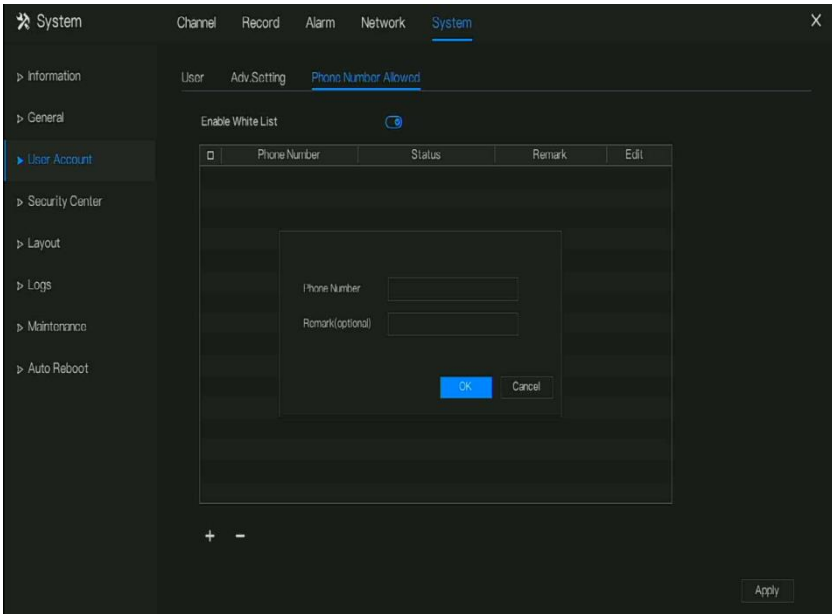 System Channel Record Alarm Network System X
Information
User Adv.Setting Phone Number Allowed
General
Enable White List
User Account
Phone Number Status Remark Edit
Security Center
Layout
Logs
Phone Number
Maintenance
Remark(optional)
Auto Reboot
OK Cancel
+ -
Apply